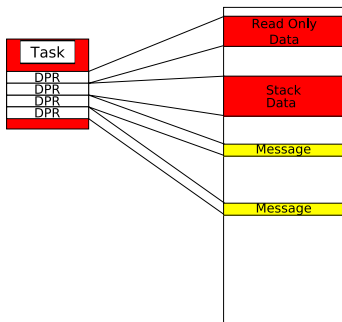 Task
DPR
DPR
DPR
DPR
Read Only
Data
Stack
Data
Message
Message